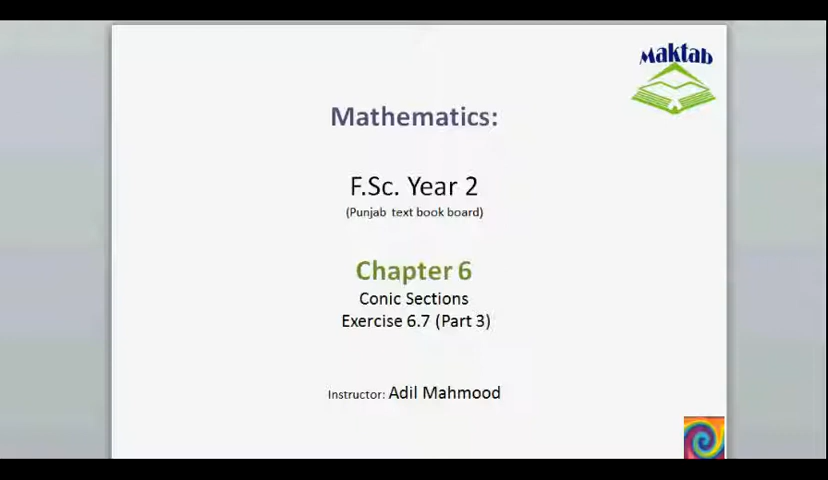 Maktab
Mathematics:
F.Sc. Year 2
(Punjab text book board)
Chapter 6
Conic Sections
Exercise 6.7 (Part 3)
Instructor: Adil Mahmood